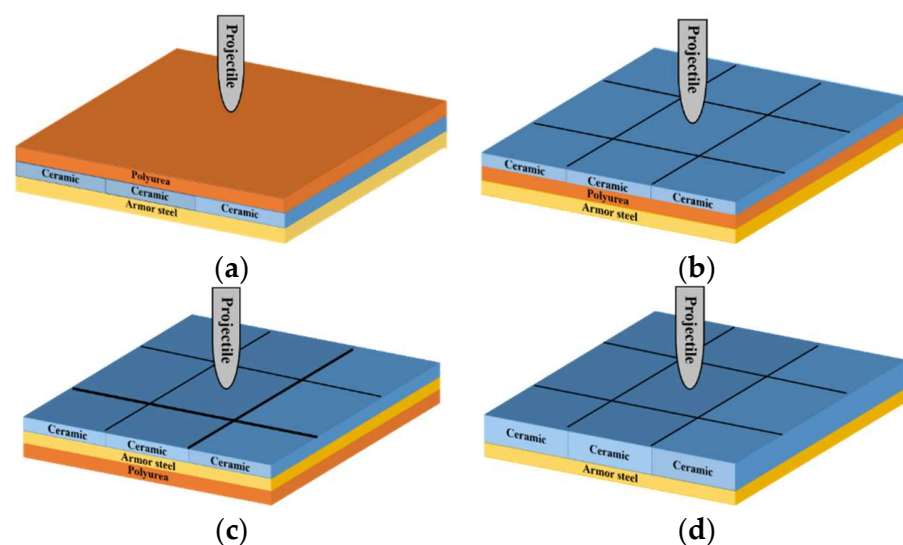 Projectile
Polyurea
Ceramic
Ceramic
Ceramic
Armor steel
(a)
Projectile
Ceramic
Ceramic
Ceramic
Polyurea
Armor steel
(b)
Projectile
Ceramic
Ceramic
Ceramic
Armor steel
Polyurea
(c)
Projectile
Ceramic
Ceramic
Ceramic
Armor steel
(d)